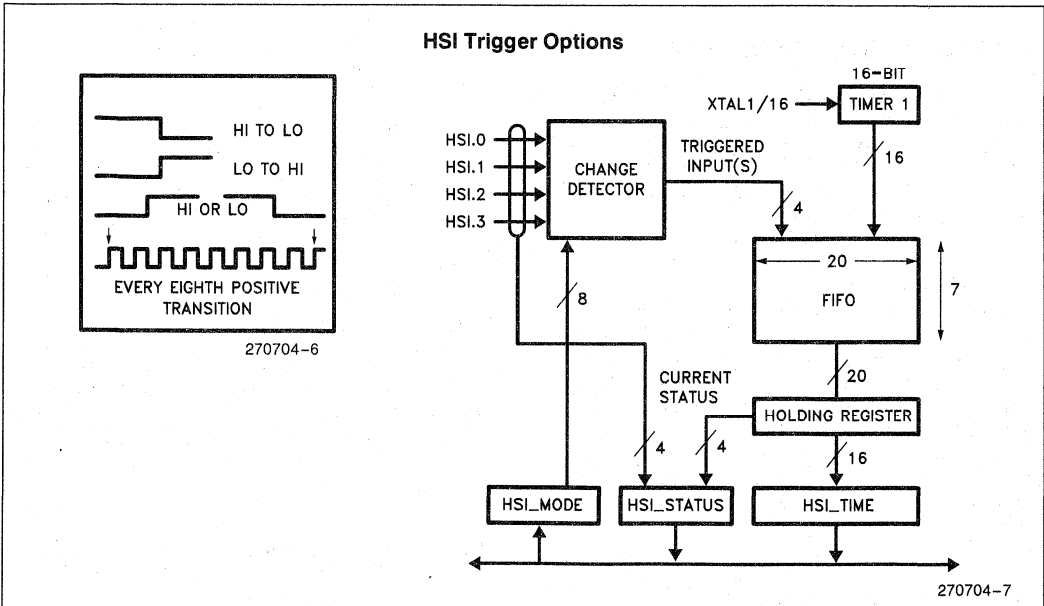 HSI Trigger Options
HI TO LO
LO TO HI
HI OR LO
EVERY EIGHTH POSITIVE
TRANSITION
270704-6
16-BIT
XTAL1/16
TIMER 1
16
HSI.0
HSI.1
HSI.2
HSI.3
CHANGE
DETECTOR
TRIGGERED
INPUT(S)
4
20
FIFO
7
8
20
CURRENT
STATUS
HOLDING REGISTER
4
4
16
HSI_MODE
HSI_STATUS
HSI_TIME
270704-7